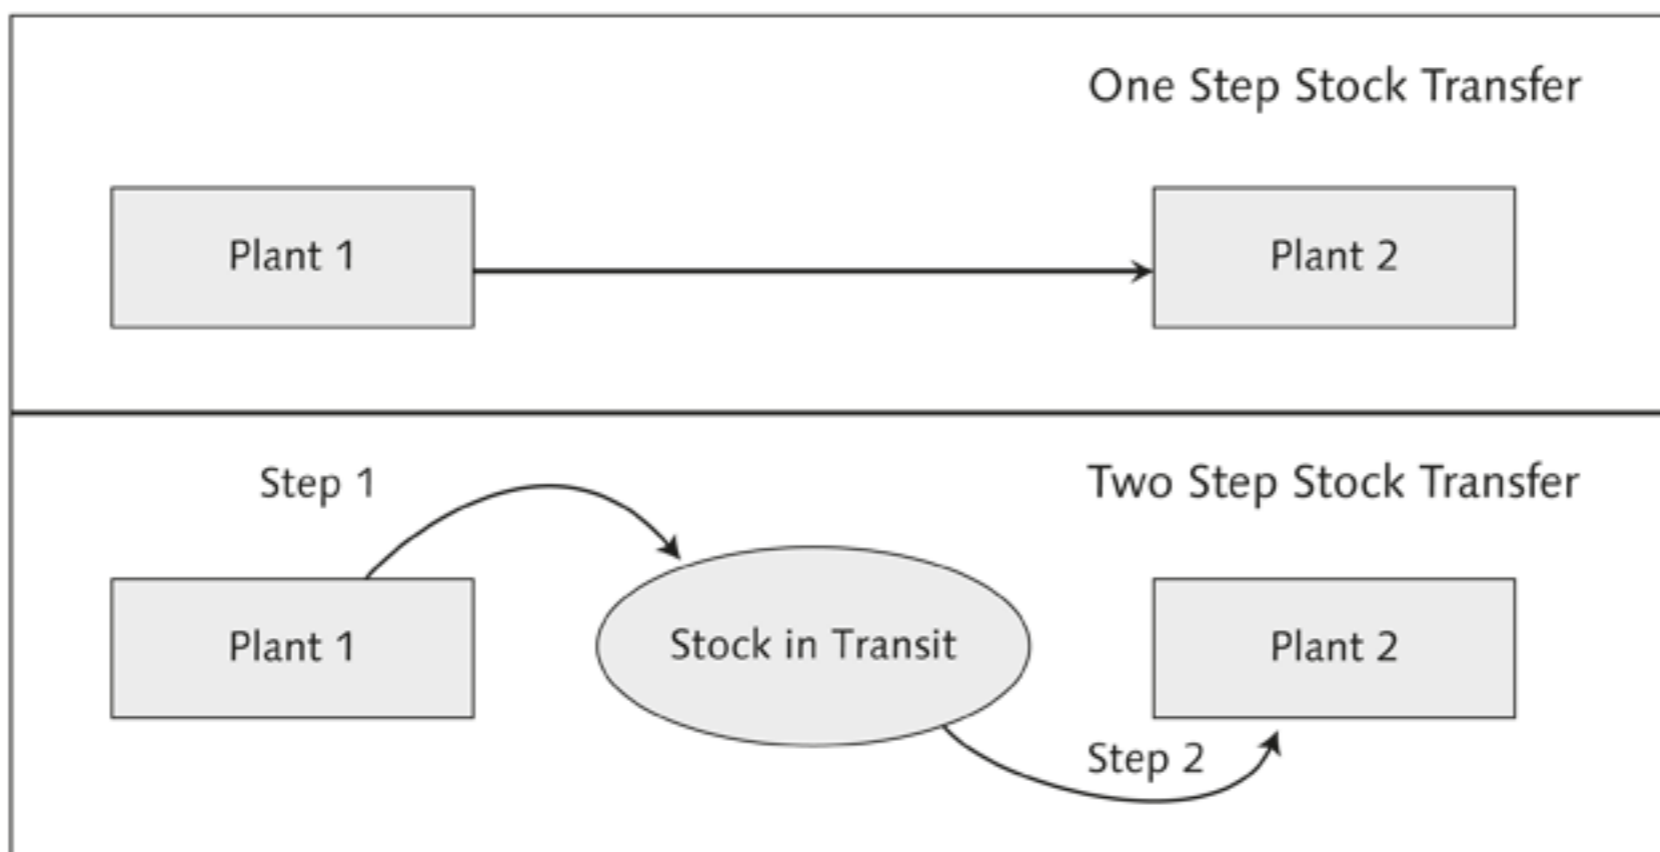 One Step Stock Transfer
Plant 1
Plant 2
Step 1
Two Step Stock Transfer
Plant 1
Stock in Transit
Plant 2
Step 2